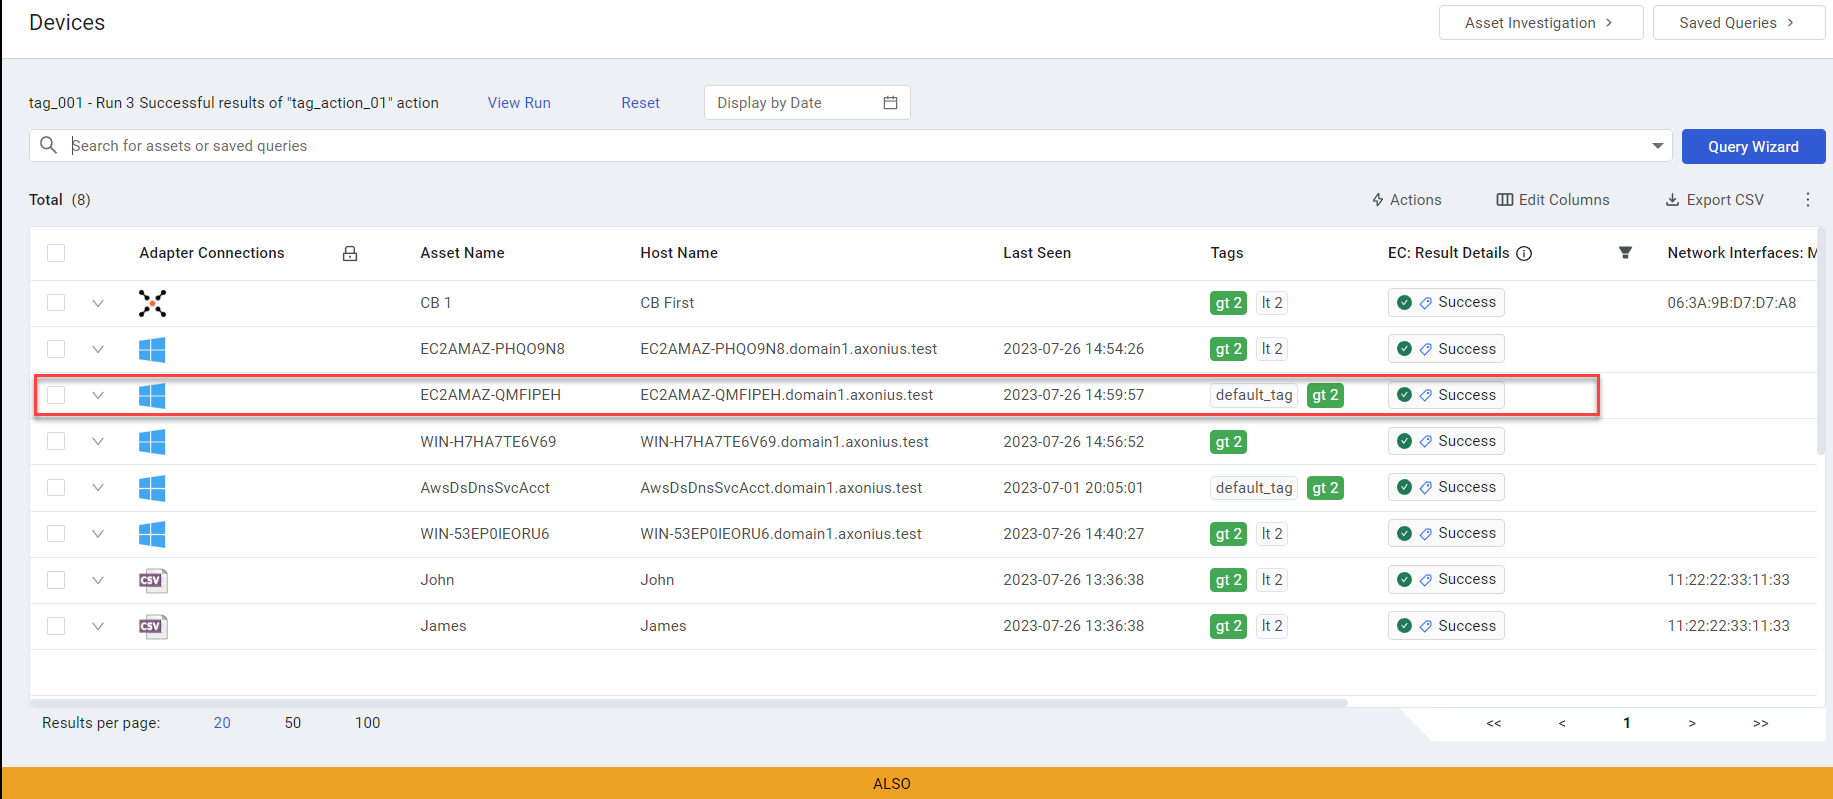 Devices
Asset Investigation >
Saved Queries >
tag_001 - Run 3 Successful results of "tag_action_01" action View Run Reset Display by Date
Search for assets or saved queries
Query Wizard
Total (8) Actions Edit Columns Export CSV
Adapter Connections Asset Name Host Name Last Seen Tags EC: Result Details Network Interfaces: M
CB 1 CB First gt 2 lt 2 Success 06:3A:9B:D7:D7:A8
EC2AMAZ-PHQO9N8 EC2AMAZ-PHQO9N8.domain1.axonius.test 2023-07-26 14:54:26 gt 2 lt 2 Success
EC2AMAZ-QMFIPEH EC2AMAZ-QMFIPEH.domain1.axonius.test 2023-07-26 14:59:57 default_tag gt 2 Success
WIN-H7HA7TE6V69 WIN-H7HA7TE6V69.domain1.axonius.test 2023-07-26 14:56:52 gt 2 Success
AwsDsDnsSvcAcct AwsDsDnsSvcAcct.domain1.axonius.test 2023-07-01 20:05:01 default_tag gt 2 Success
WIN-53EP0IEORU6 WIN-53EP0IEORU6.domain1.axonius.test 2023-07-26 14:40:27 gt 2 lt 2 Success
CSV John John 2023-07-26 13:36:38 gt 2 lt 2 Success 11:22:22:33:11:33
CSV James James 2023-07-26 13:36:38 gt 2 lt 2 Success 11:22:22:33:11:33
Results per page: 20 50 100 << < 1 > >>
ALSO